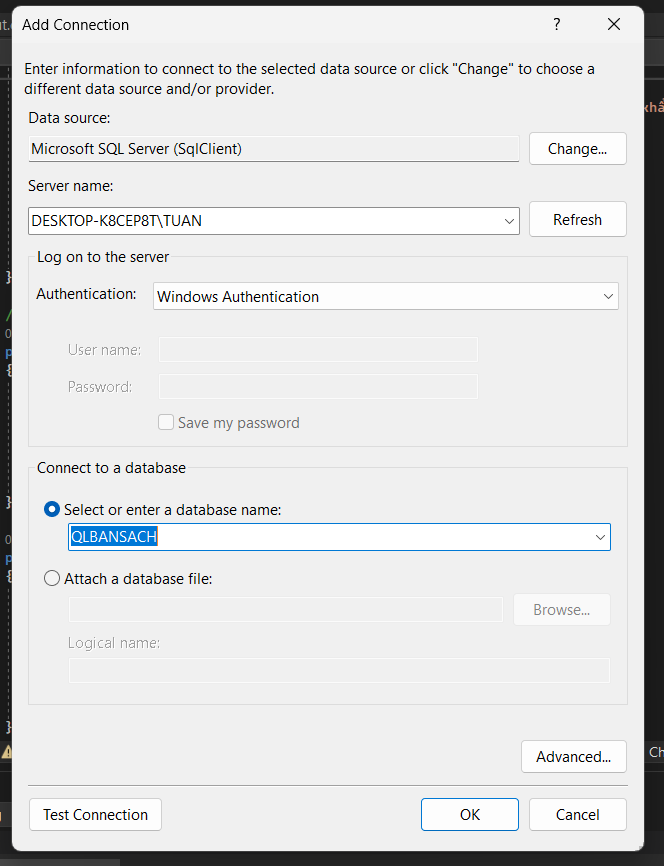 Add Connection
?
Enter information to connect to the selected data source or click "Change" to choose a
different data source and/or provider.
Data source:
Microsoft SQL Server (SqlClient)
Change...
Server name:
DESKTOP-K8CEP8T\TUAN
Refresh
Log on to the server
Authentication:
Windows Authentication
User name:
Password:
Save my password
Connect to a database
Select or enter a database name:
QLBANSACH
Attach a database file:
Browse...
Logical name:
Advanced...
Ch
Test Connection
OK
Cancel